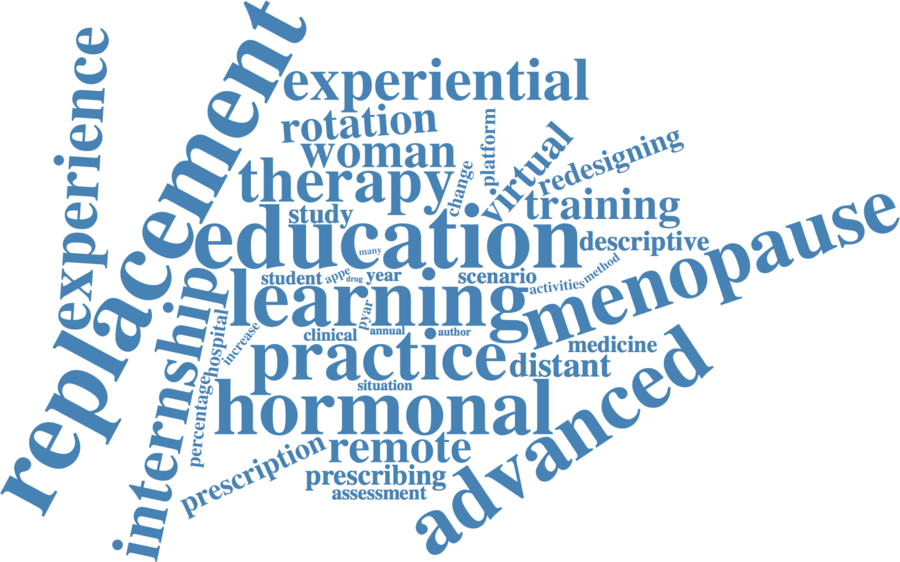 replacement
experience
experiential
rotation
woman
therapy
platform
change
virtual
redesigning
training
study
education
descriptive
many
menopause
student
appe
drug
year
scenario
activities
method
learning
internship
hospital
increase
percentage
pyar
clinical
annual
author
practice
distant
medicine
situation
hormonal
advanced
remote
prescription
prescribing
assessment